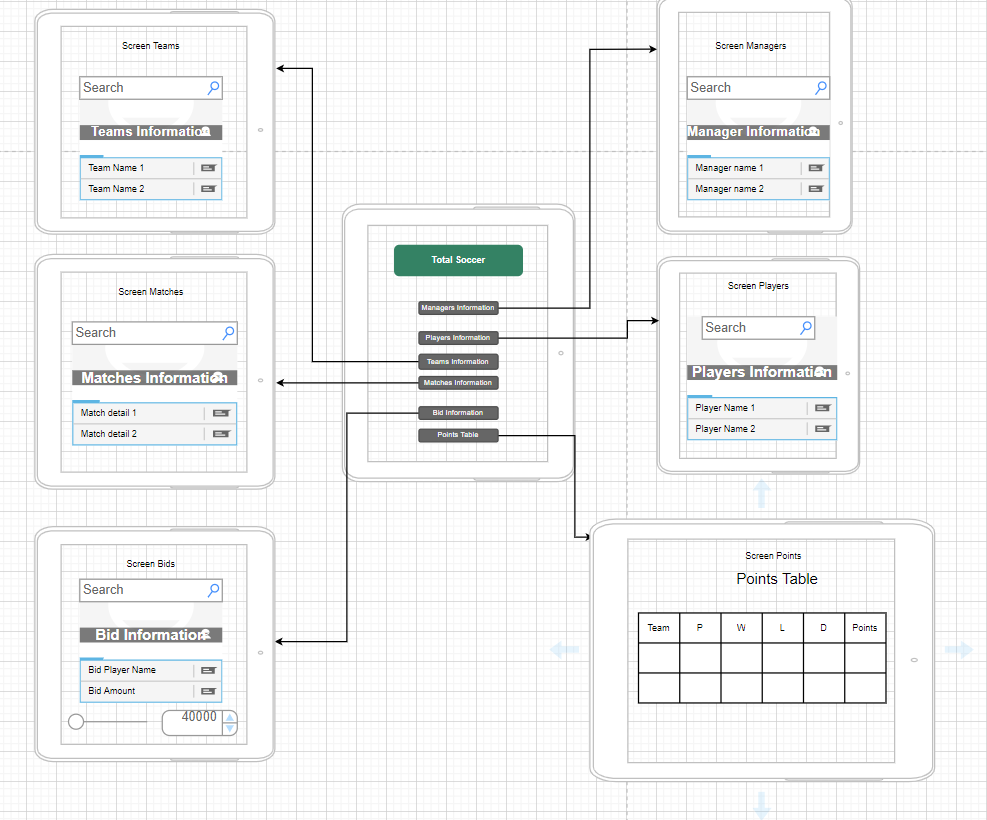 Screen Teams
Search
Teams Information
Team Name 1
Team Name 2
Screen Managers
Search
Manager Information
Manager name 1
Manager name 2
Total Soccer
Managers Information
Players Information
Teams Information
Matches Information
Bid Information
Points Table
Screen Matches
Search
Matches Information
Match detail 1
Match detail 2
Screen Players
Search
Players Information
Player Name 1
Player Name 2
Screen Bids
Search
Bid Information
Bid Player Name
Bid Amount
40000
Screen Points
Points Table
Team P W L D Points